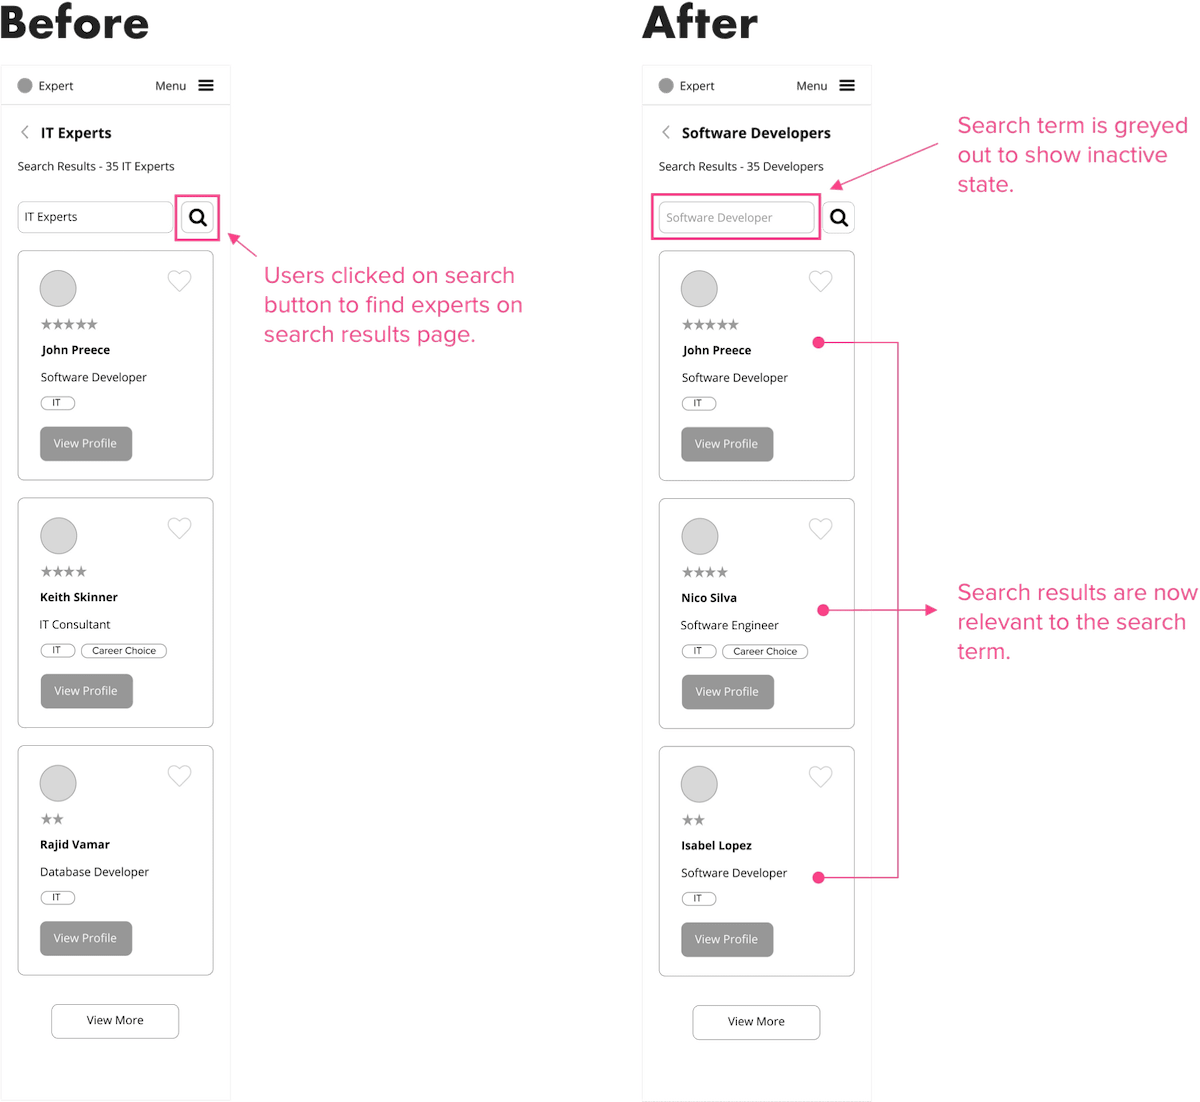 Before
Expert Menu
IT Experts
Search Results - 35 IT Experts
IT Experts
Users clicked on search
button to find experts on
search results page.
John Preece
Software Developer
IT
View Profile
Keith Skinner
IT Consultant
IT Career Choice
View Profile
Rajid Vamar
Database Developer
IT
View Profile
View More
After
Expert Menu
Software Developers
Search Results - 35 Developers
Software Developer
Search term is greyed
out to show inactive
state.
John Preece
Software Developer
IT
View Profile
Nico Silva
Software Engineer
IT Career Choice
View Profile
Search results are now
relevant to the search
term.
Isabel Lopez
Software Developer
IT
View Profile
View More